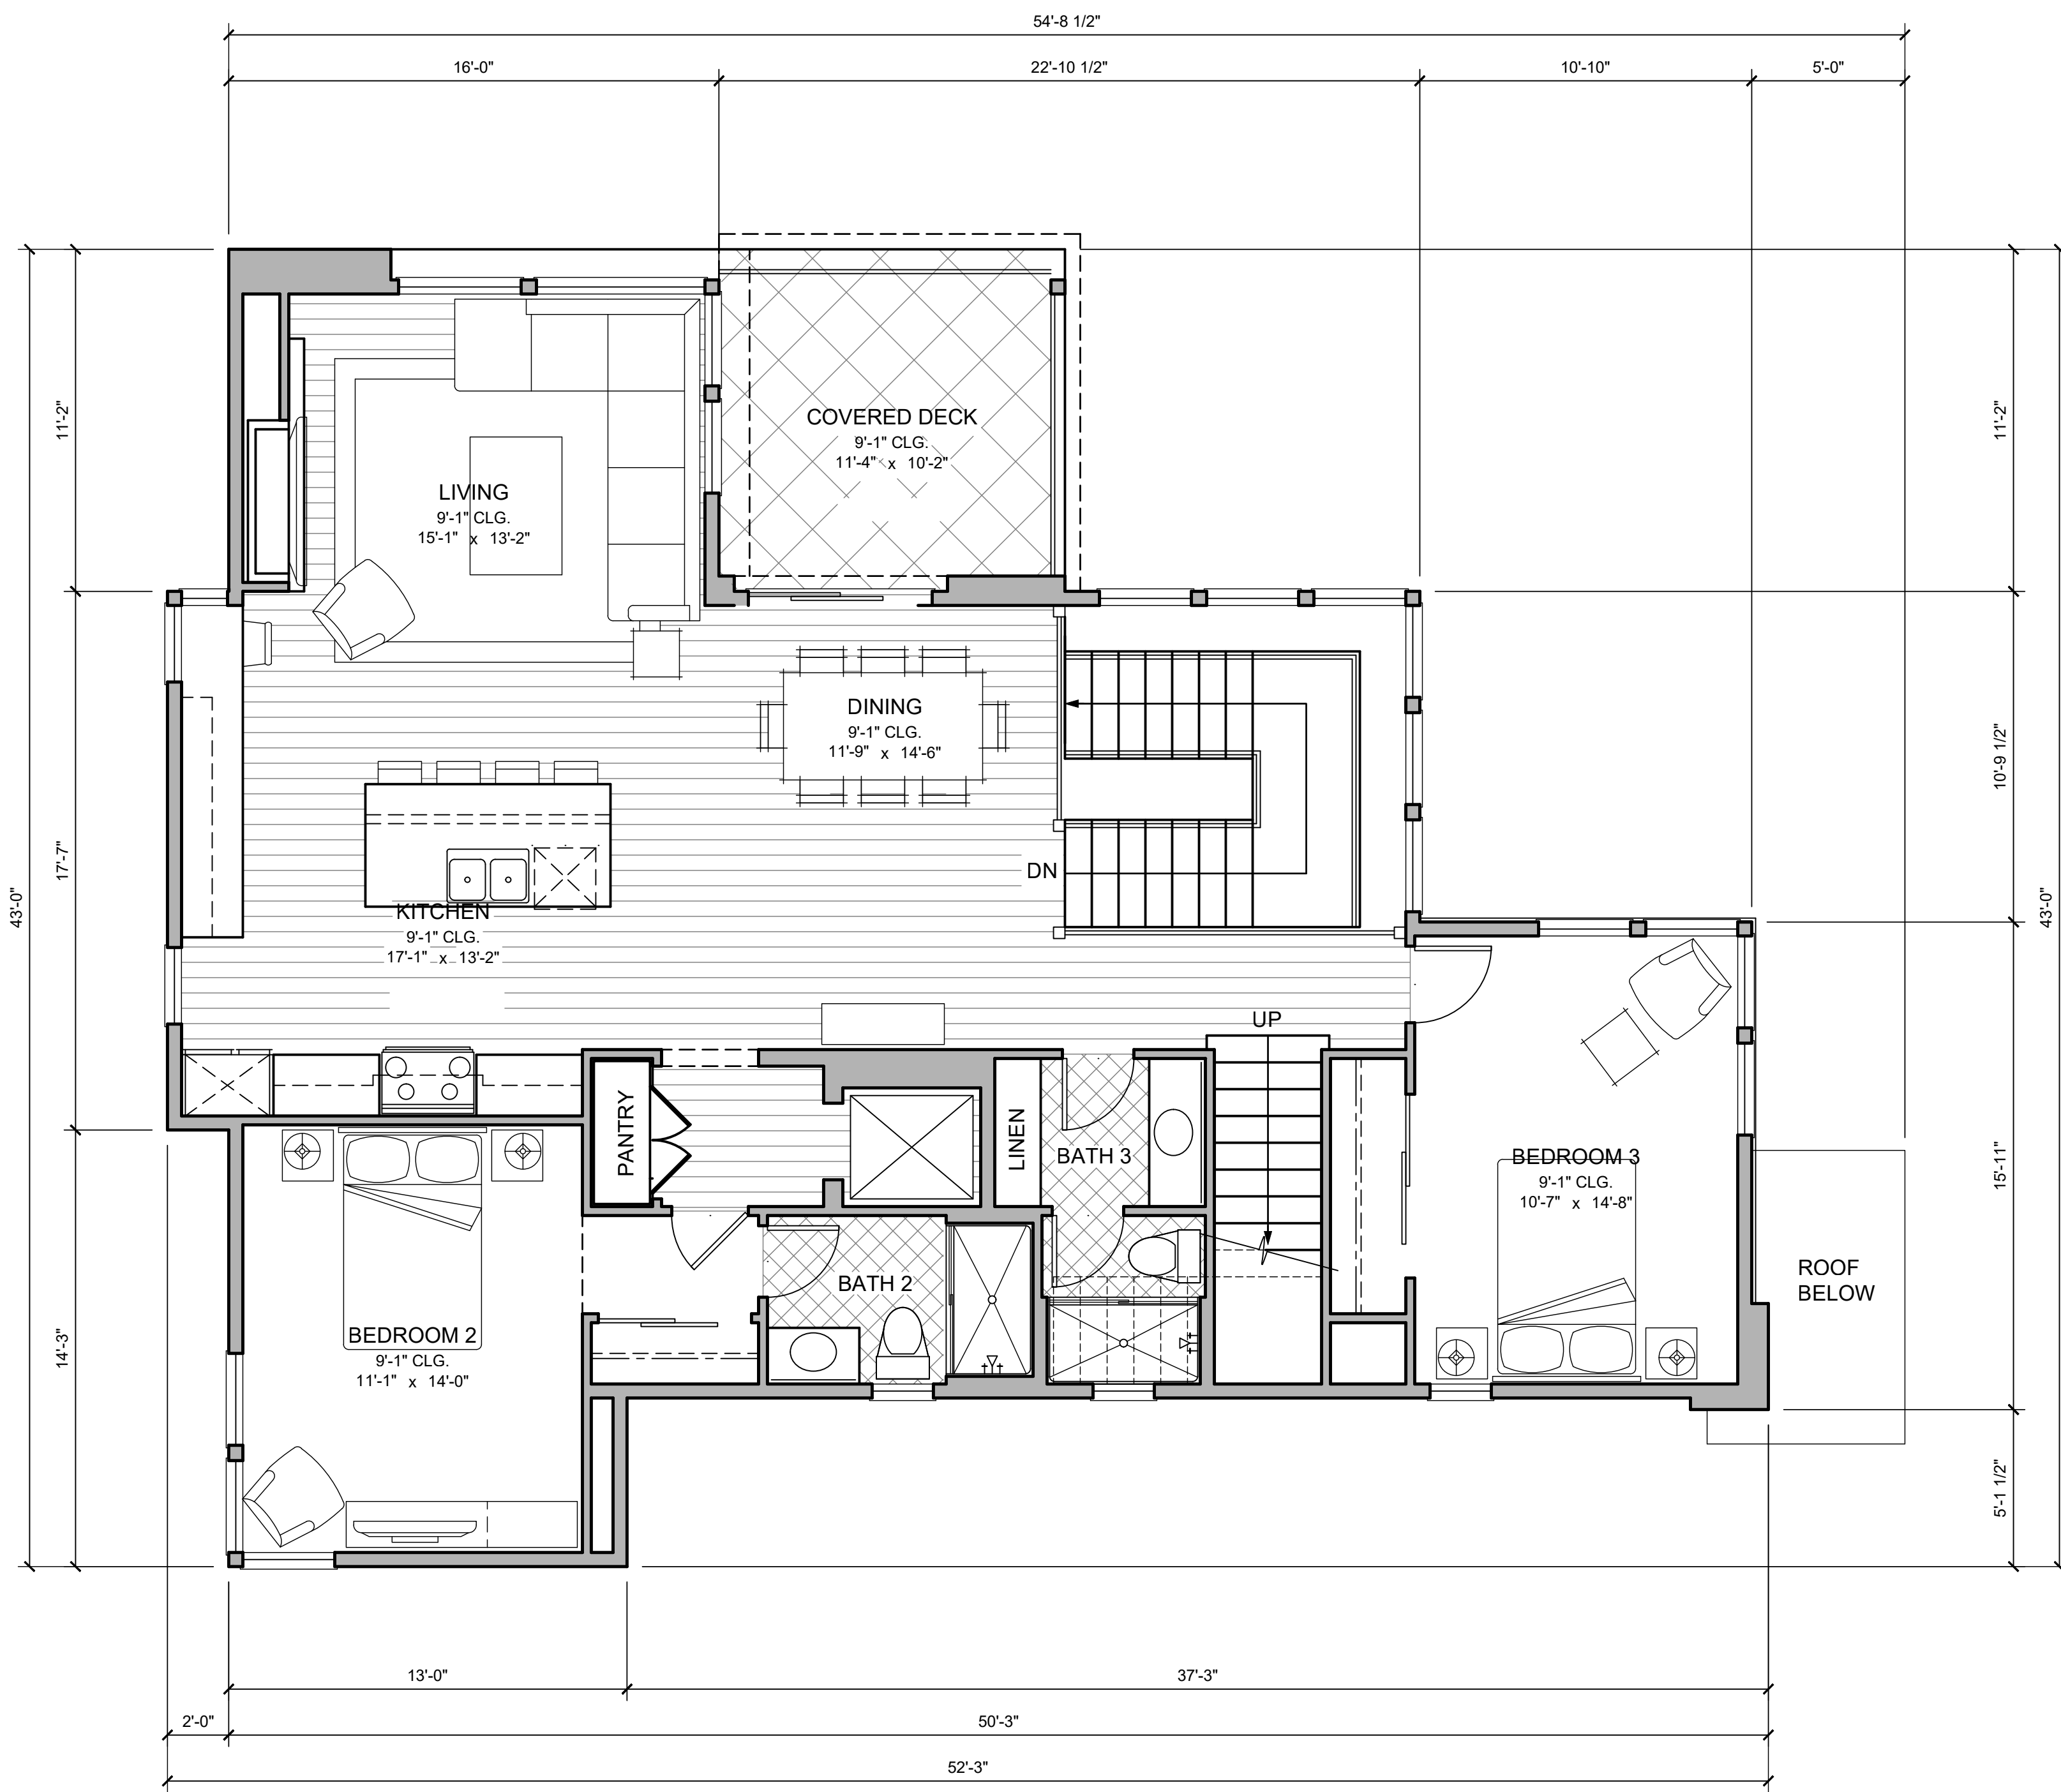 54'-8 1/2"
16'-0"
22'-10 1/2"
10'-10"
5'-0"
11'-2"
17'-7"
14'-3"
43'-0"
COVERED DECK
9'-1" CLG.
11'-4" x 10'-2"
LIVING
9'-1" CLG.
15'-1" x 13'-2"
DINING
9'-1" CLG.
11'-9" x 14'-6"
DN
KITCHEN
9'-1" CLG.
17'-1" x 13'-2"
UP
PANTRY
LINEN
BATH 3
BEDROOM 3
9'-1" CLG.
10'-7" x 14'-8"
BATH 2
BEDROOM 2
9'-1" CLG.
11'-1" x 14'-0"
ROOF
BELOW
11'-2"
10'-9 1/2"
15'-11"
5'-1 1/2"
43'-0"
13'-0"
37'-3"
2'-0"
50'-3"
52'-3"